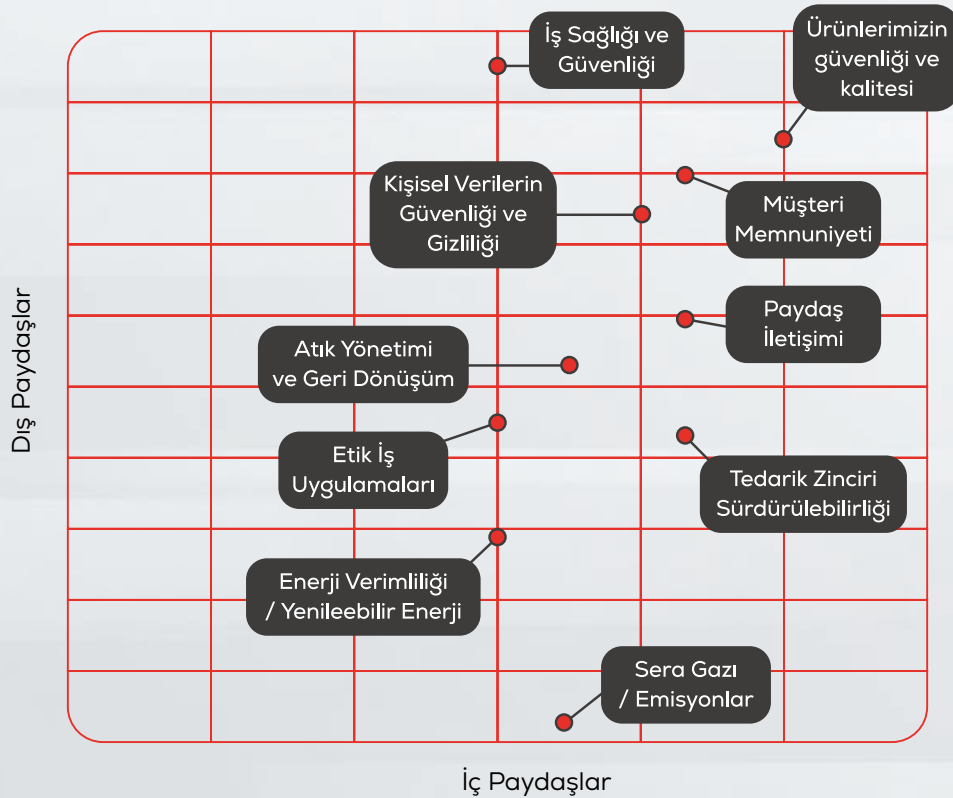 İş Sağlığı ve
Güvenliği
Ürünlerimizin
güvenliği ve
kalitesi
Kişisel Verilerin
Güvenliği ve
Gizliliği
Müşteri
Memnuniyeti
Paydaş
İletişimi
Atık Yönetimi
ve Geri Dönüşüm
Etik İş
Uygulamaları
Tedarik Zinciri
Sürdürülebilirliği
Enerji Verimliliği
/ Yenileebilir Enerji
Sera Gazı
/ Emisyonlar
Dış Paydaşlar
İç Paydaşlar